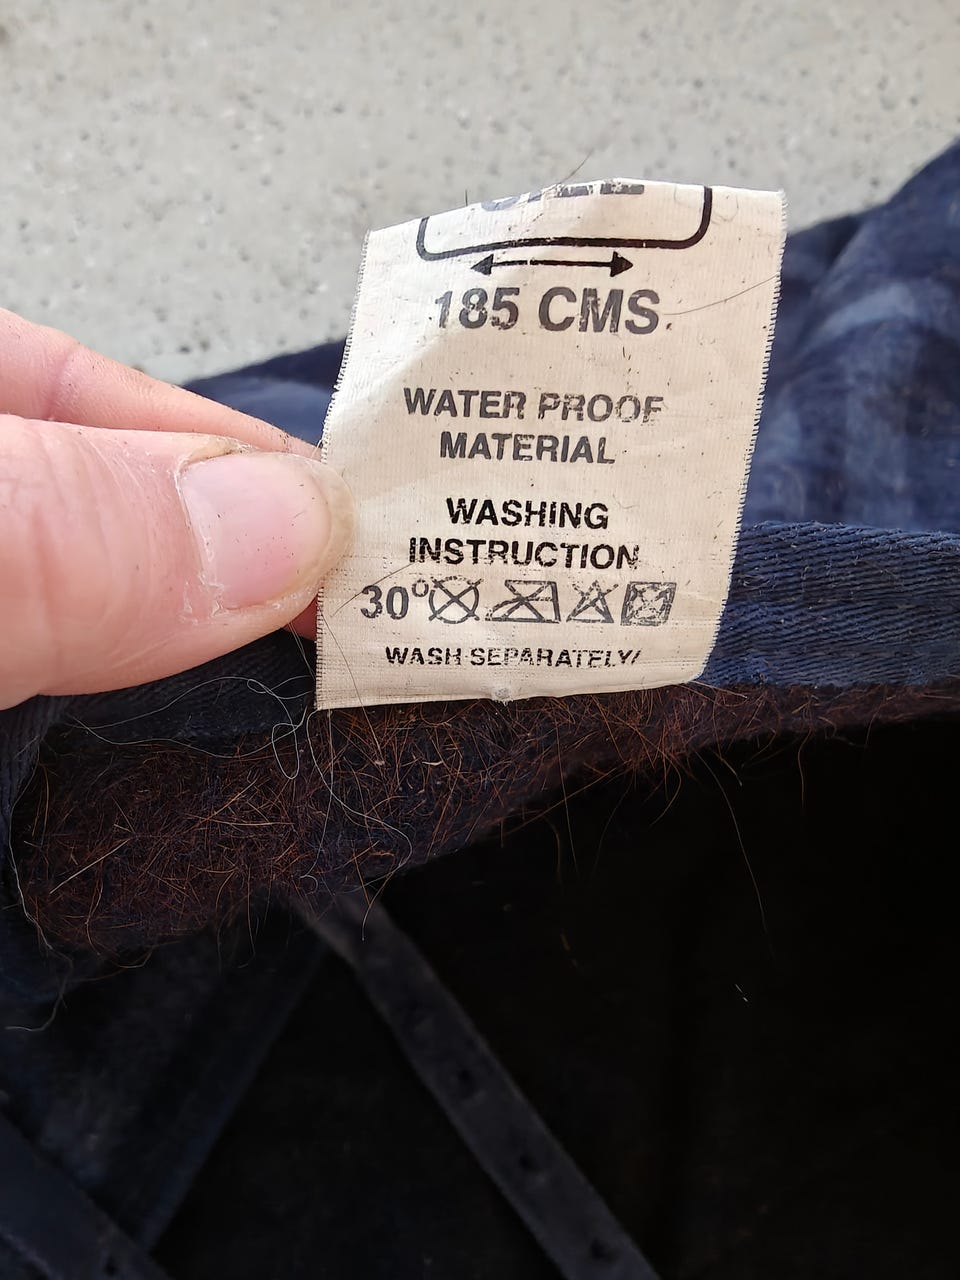 185 CMS
WATER PROOF
MATERIAL
WASHING
INSTRUCTION
30°
WASH SEPARATELY/